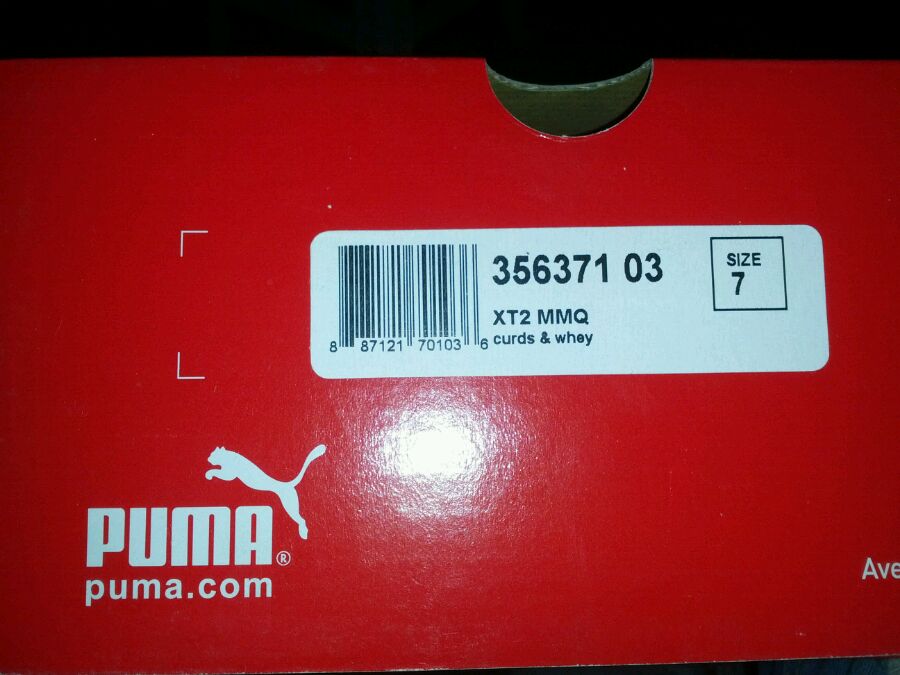 356371 03
SIZE
7
XT2 MMQ
curds & whey
8 87121 70103 6
PUMA®
puma.com
Ave